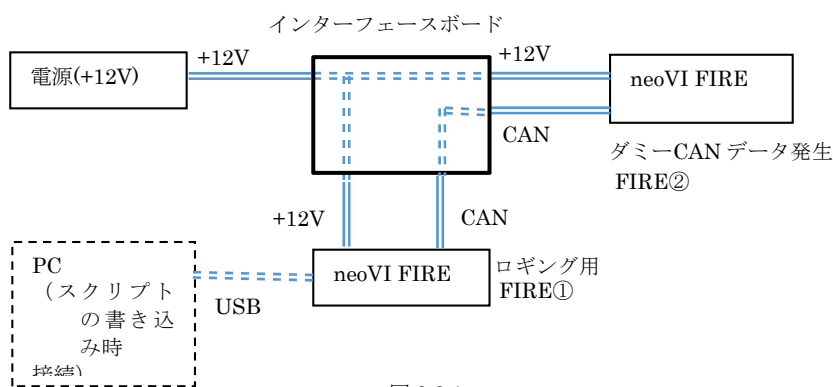 インターフェースボード
+12V
+12V
電源(+12V)
neoVI FIRE
CAN
ダミーCAN データ発生
FIRE②
+12V
CAN
PC
（スクリプト
の書き込
み時
接続)
neoVI FIRE
ロギング用
FIRE①
USB